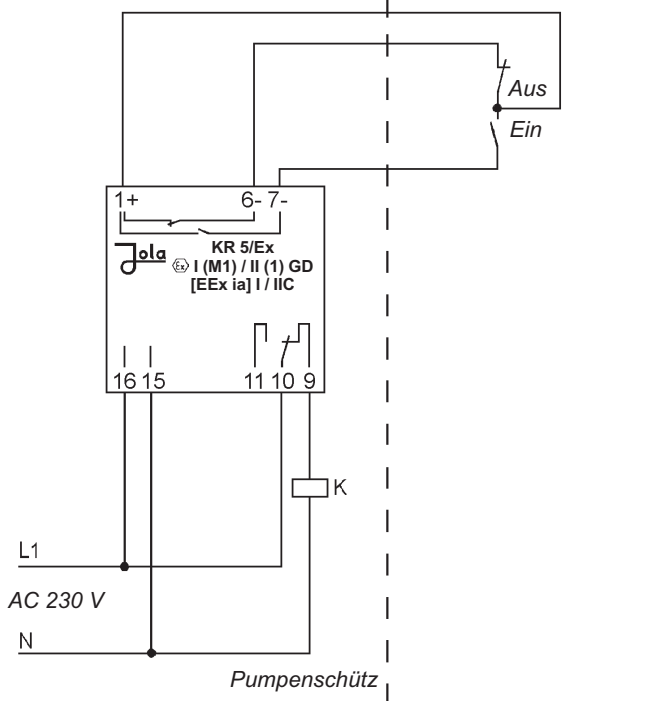 Aus
Ein
1+ 6- 7-
Jola
KR 5/Ex
Ex I (M1) / II (1) GD
[EEx ia] I / IIC
16 15 11 10 9
K
L1
AC 230 V
N
Pumpenschütz